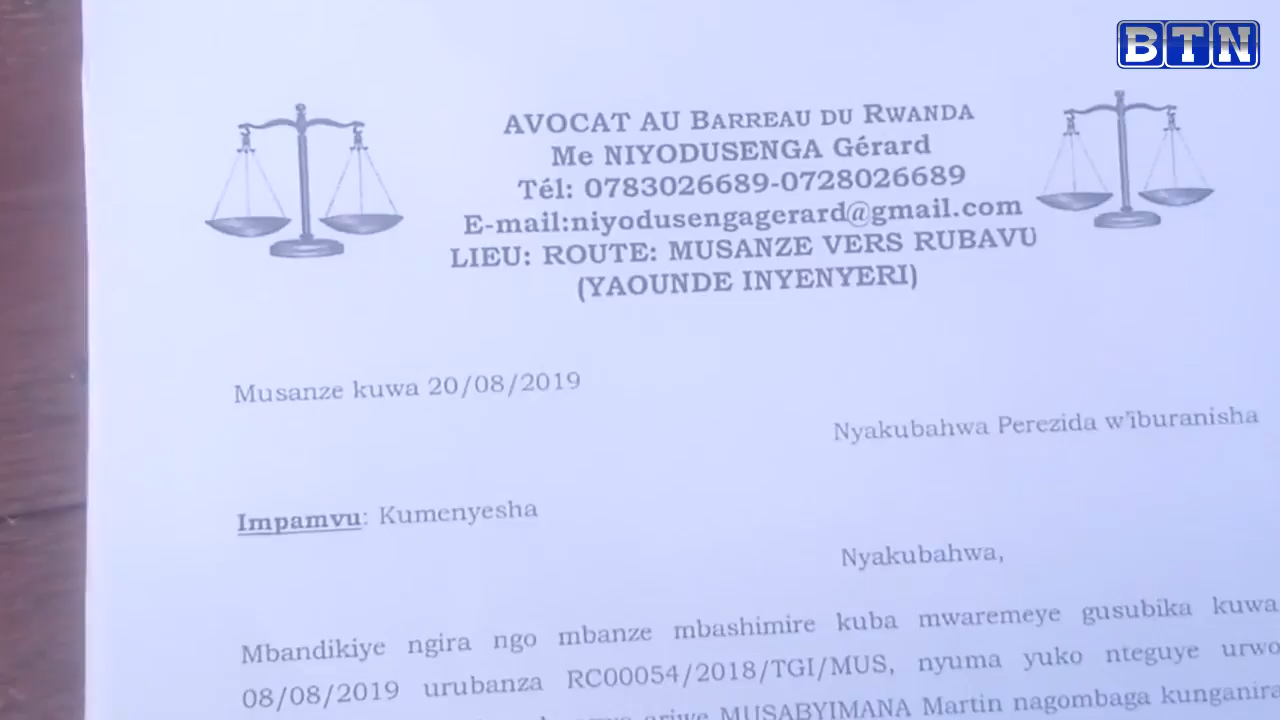 BTN
AVOCAT AU BARREAU DU RWANDA
Me NIYODUSENGA Gérard
Tél: 0783026689-0728026689
E-mail:niyodusengagerard@gmail.com
LIEU: ROUTE: MUSANZE VERS RUBAVU
(YAOUNDE INYENYERI)
Musanze kuwa 20/08/2019
Nyakubahwa Perezida w'iburanisha
Impamvu: Kumenyesha
Nyakubahwa,
Mbandikiye ngira ngo mbanze mbashimire kuba mwaremeye gusubika kuwa
08/08/2019 urubanza RC00054/2018/TGI/MUS, nyuma yuko nteguye urwo
ariwe MUSABYIMANA Martin nagombaga kunganira